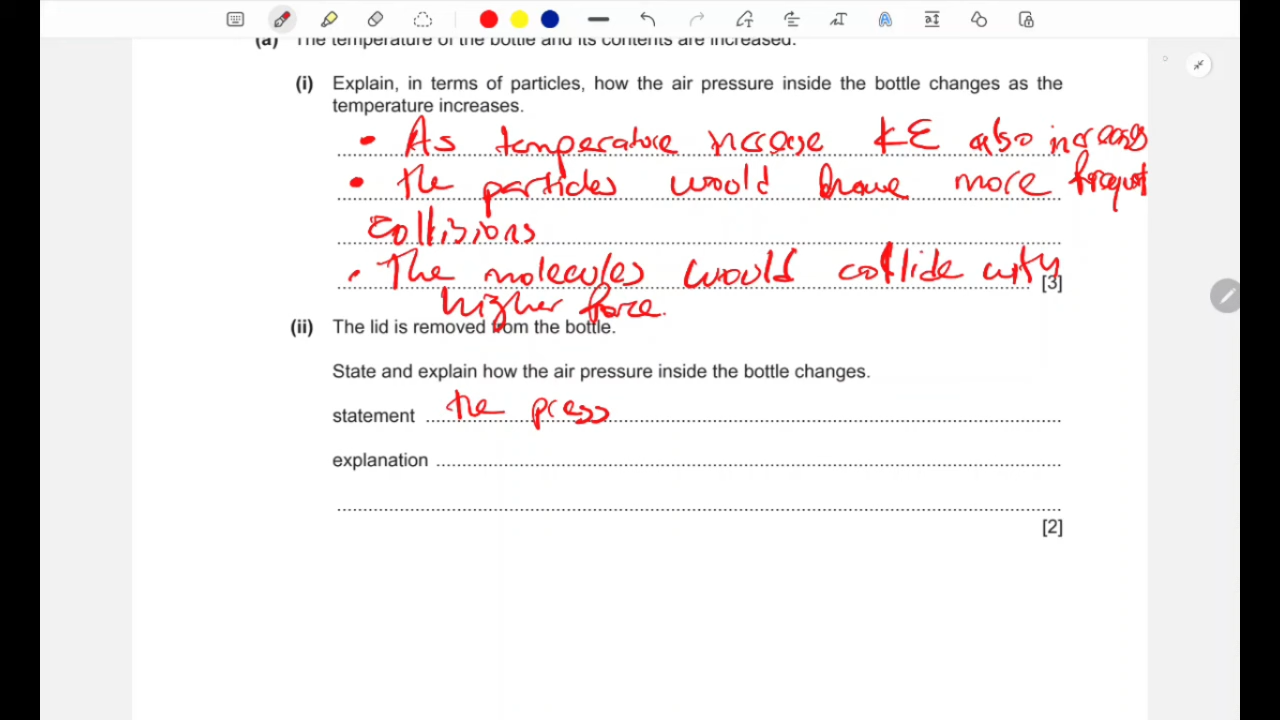 (a) The temperature of the bottle and its contents are increased.
(i) Explain, in terms of particles, how the air pressure inside the bottle changes as the
temperature increases.
• As temperature increase KE also increases
• the particles would have more frequent
collisions
• The molecules would collide with [3]
higher force.
(ii) The lid is removed from the bottle.
State and explain how the air pressure inside the bottle changes.
statement the press
explanation
[2]